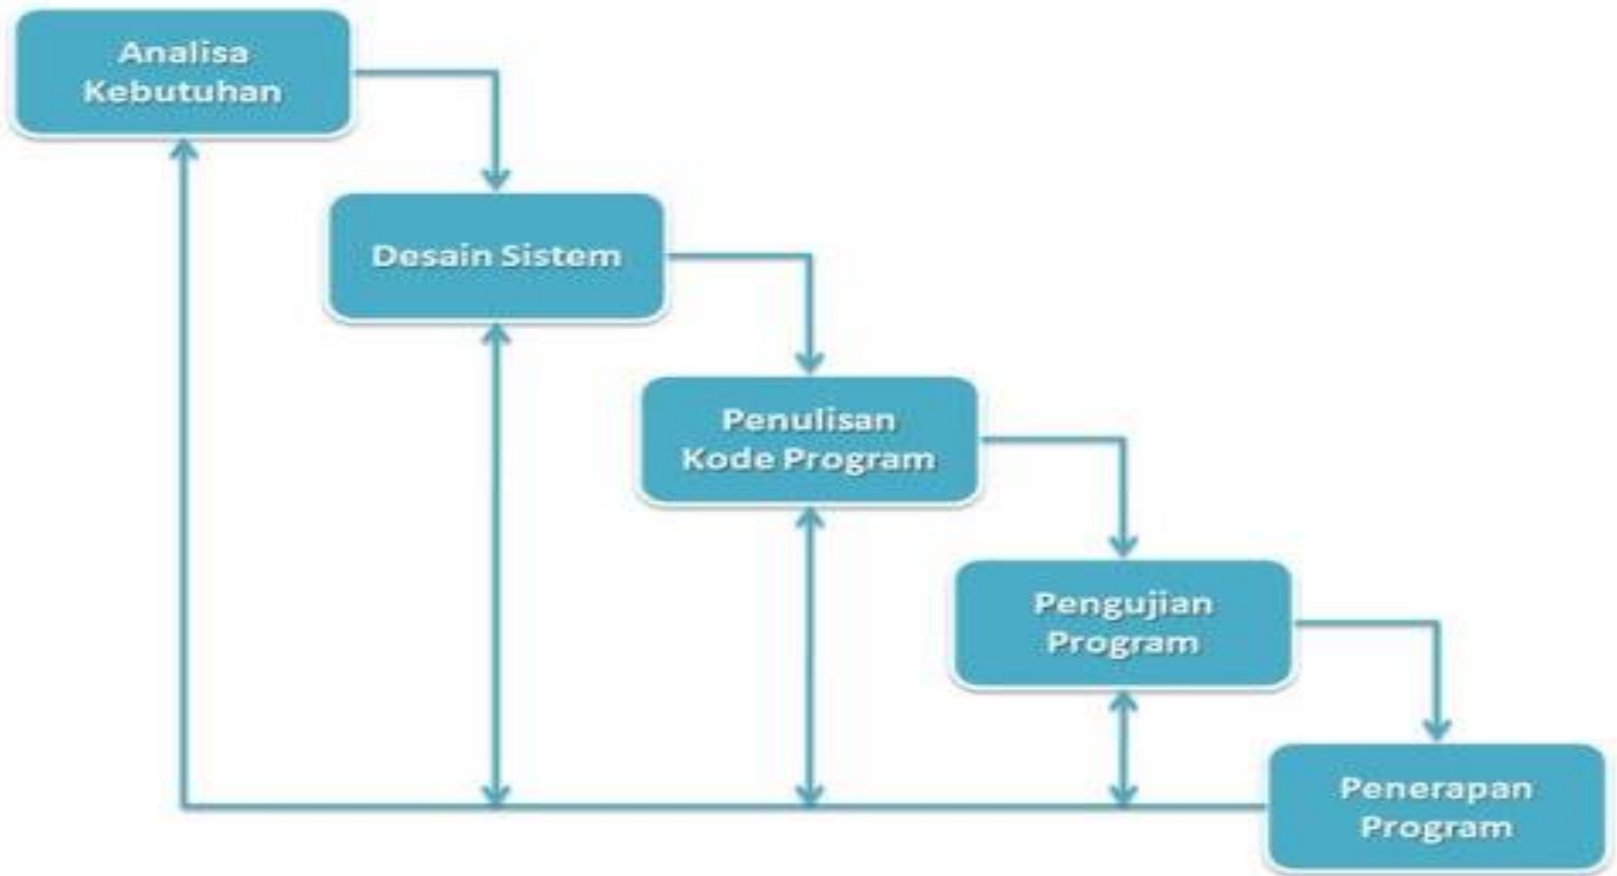 Analisa
Kebutuhan
Desain Sistem
Penulisan
Kode Program
Pengujian
Program
Penerapan
Program